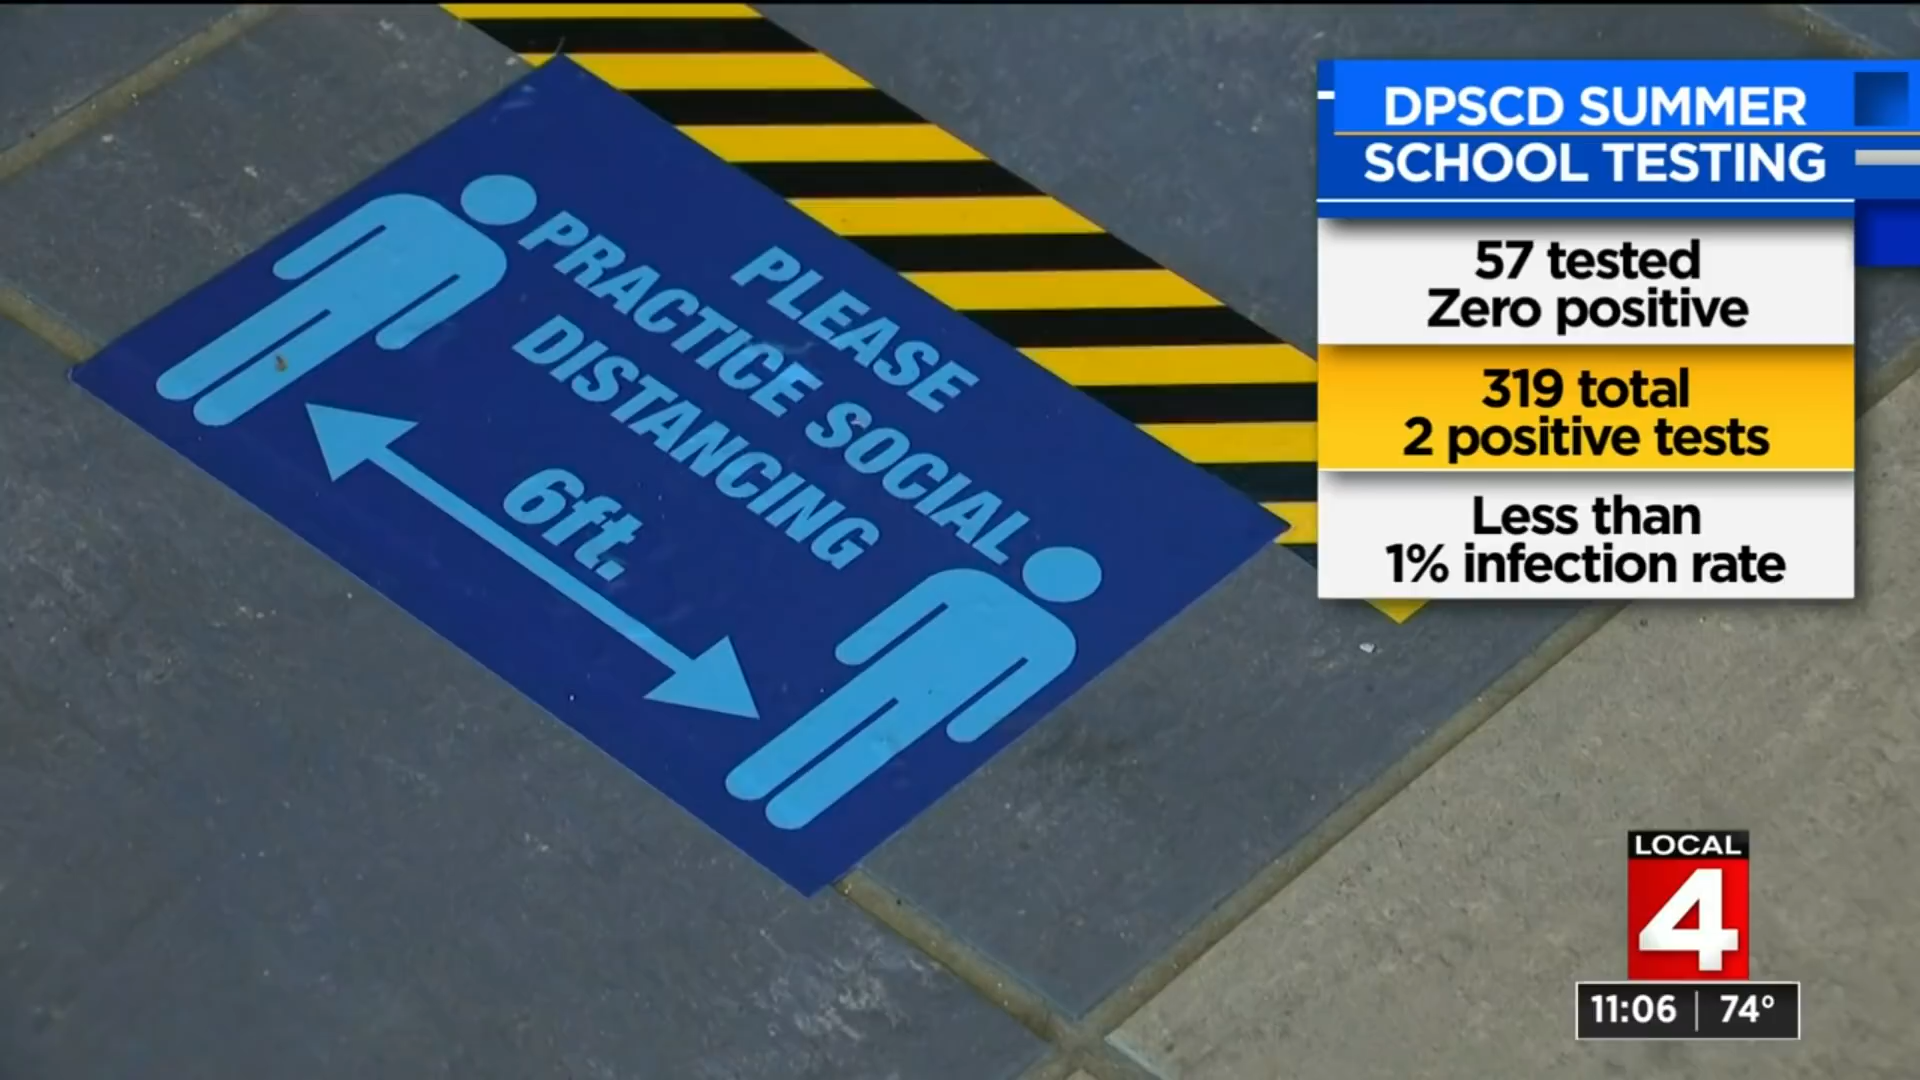 PLEASE
PRACTICE SOCIAL
DISTANCING
6ft.
DPSCD SUMMER
SCHOOL TESTING
57 tested
Zero positive
319 total
2 positive tests
Less than
1% infection rate
LOCAL
4
11:06 74°